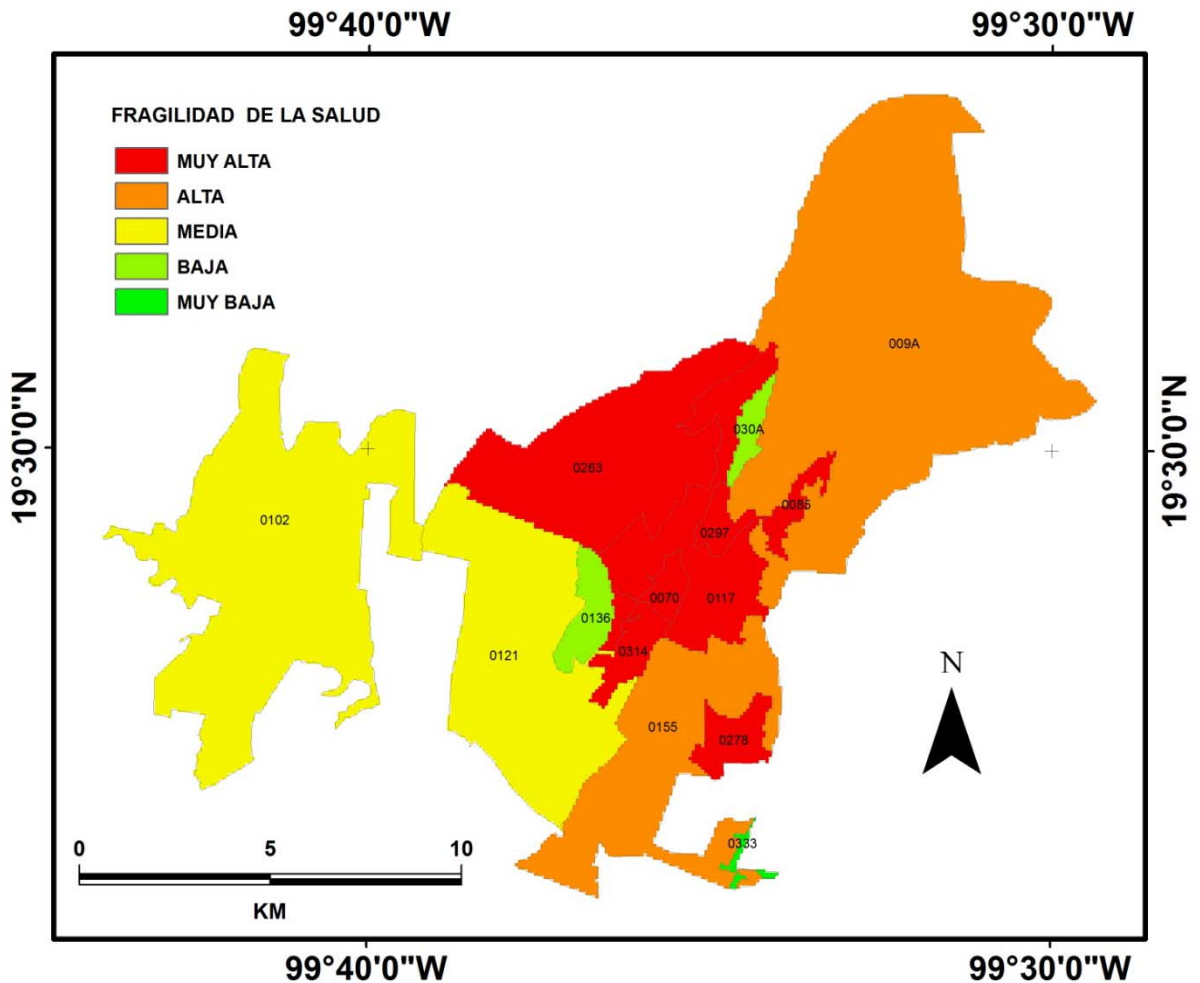 99°40'0"W 99°30'0"W
FRAGILIDAD DE LA SALUD
MUY ALTA
ALTA
MEDIA
BAJA
MUY BAJA
009A
030A
19°30'0"N 19°30'0"N
0263
0085
0102
0297
0070 0117
0136
0314
0121
N
0155
0278
0333
0 5 10
KM
99°40'0"W 99°30'0"W